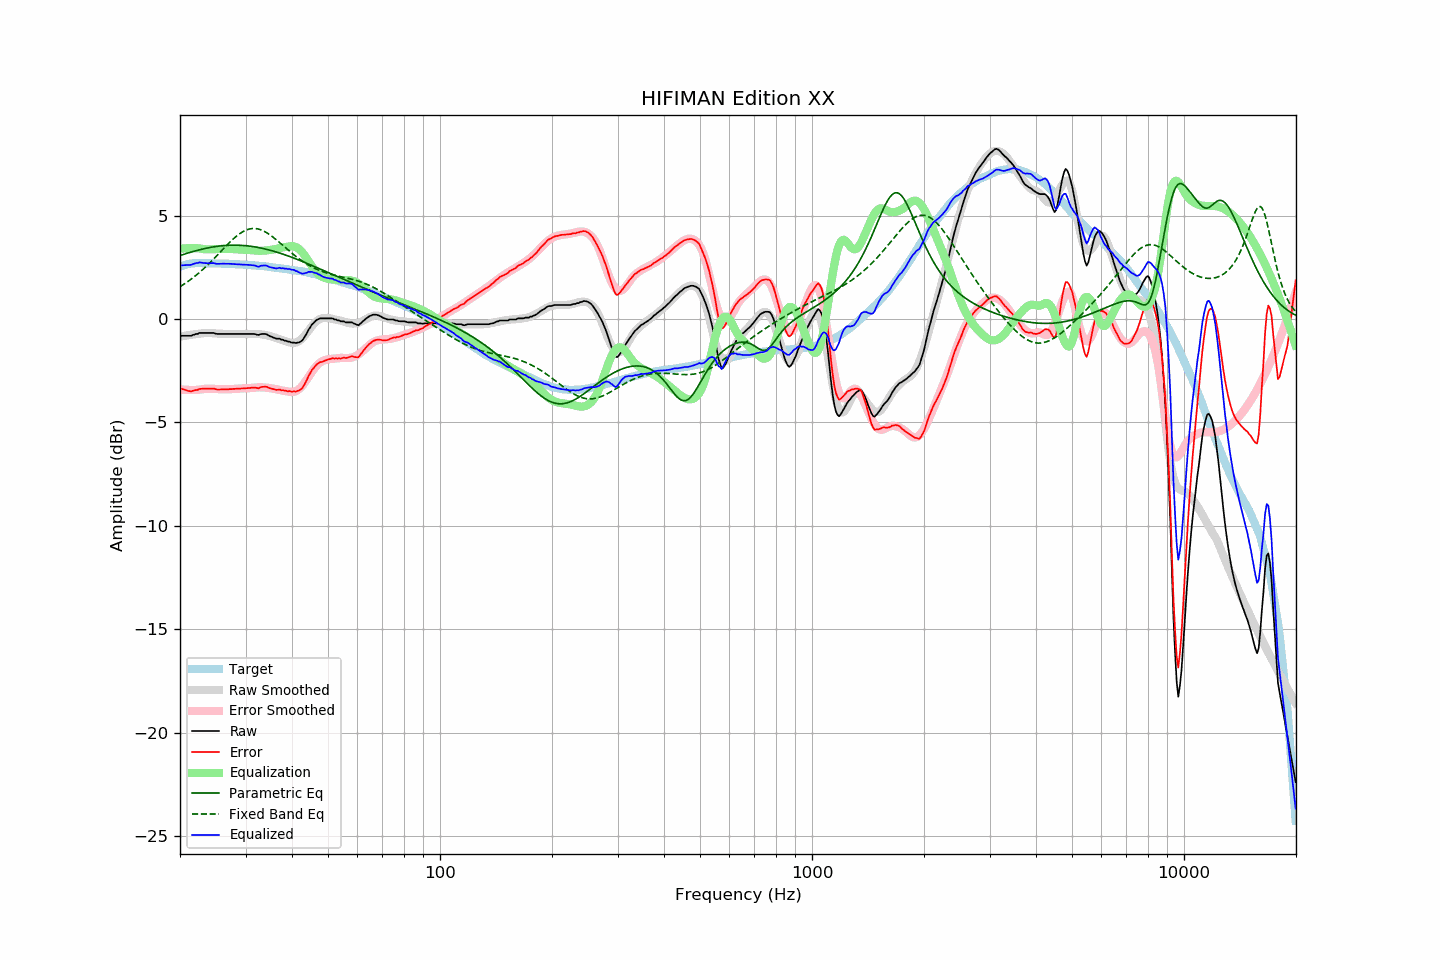 HIFIMAN Edition XX
Amplitude (dBr)
5
0
−5
−10
−15
−20
−25
Target
Raw Smoothed
Error Smoothed
Raw
Error
Equalization
Parametric Eq
Fixed Band Eq
Equalized
100
1000
10000
Frequency (Hz)